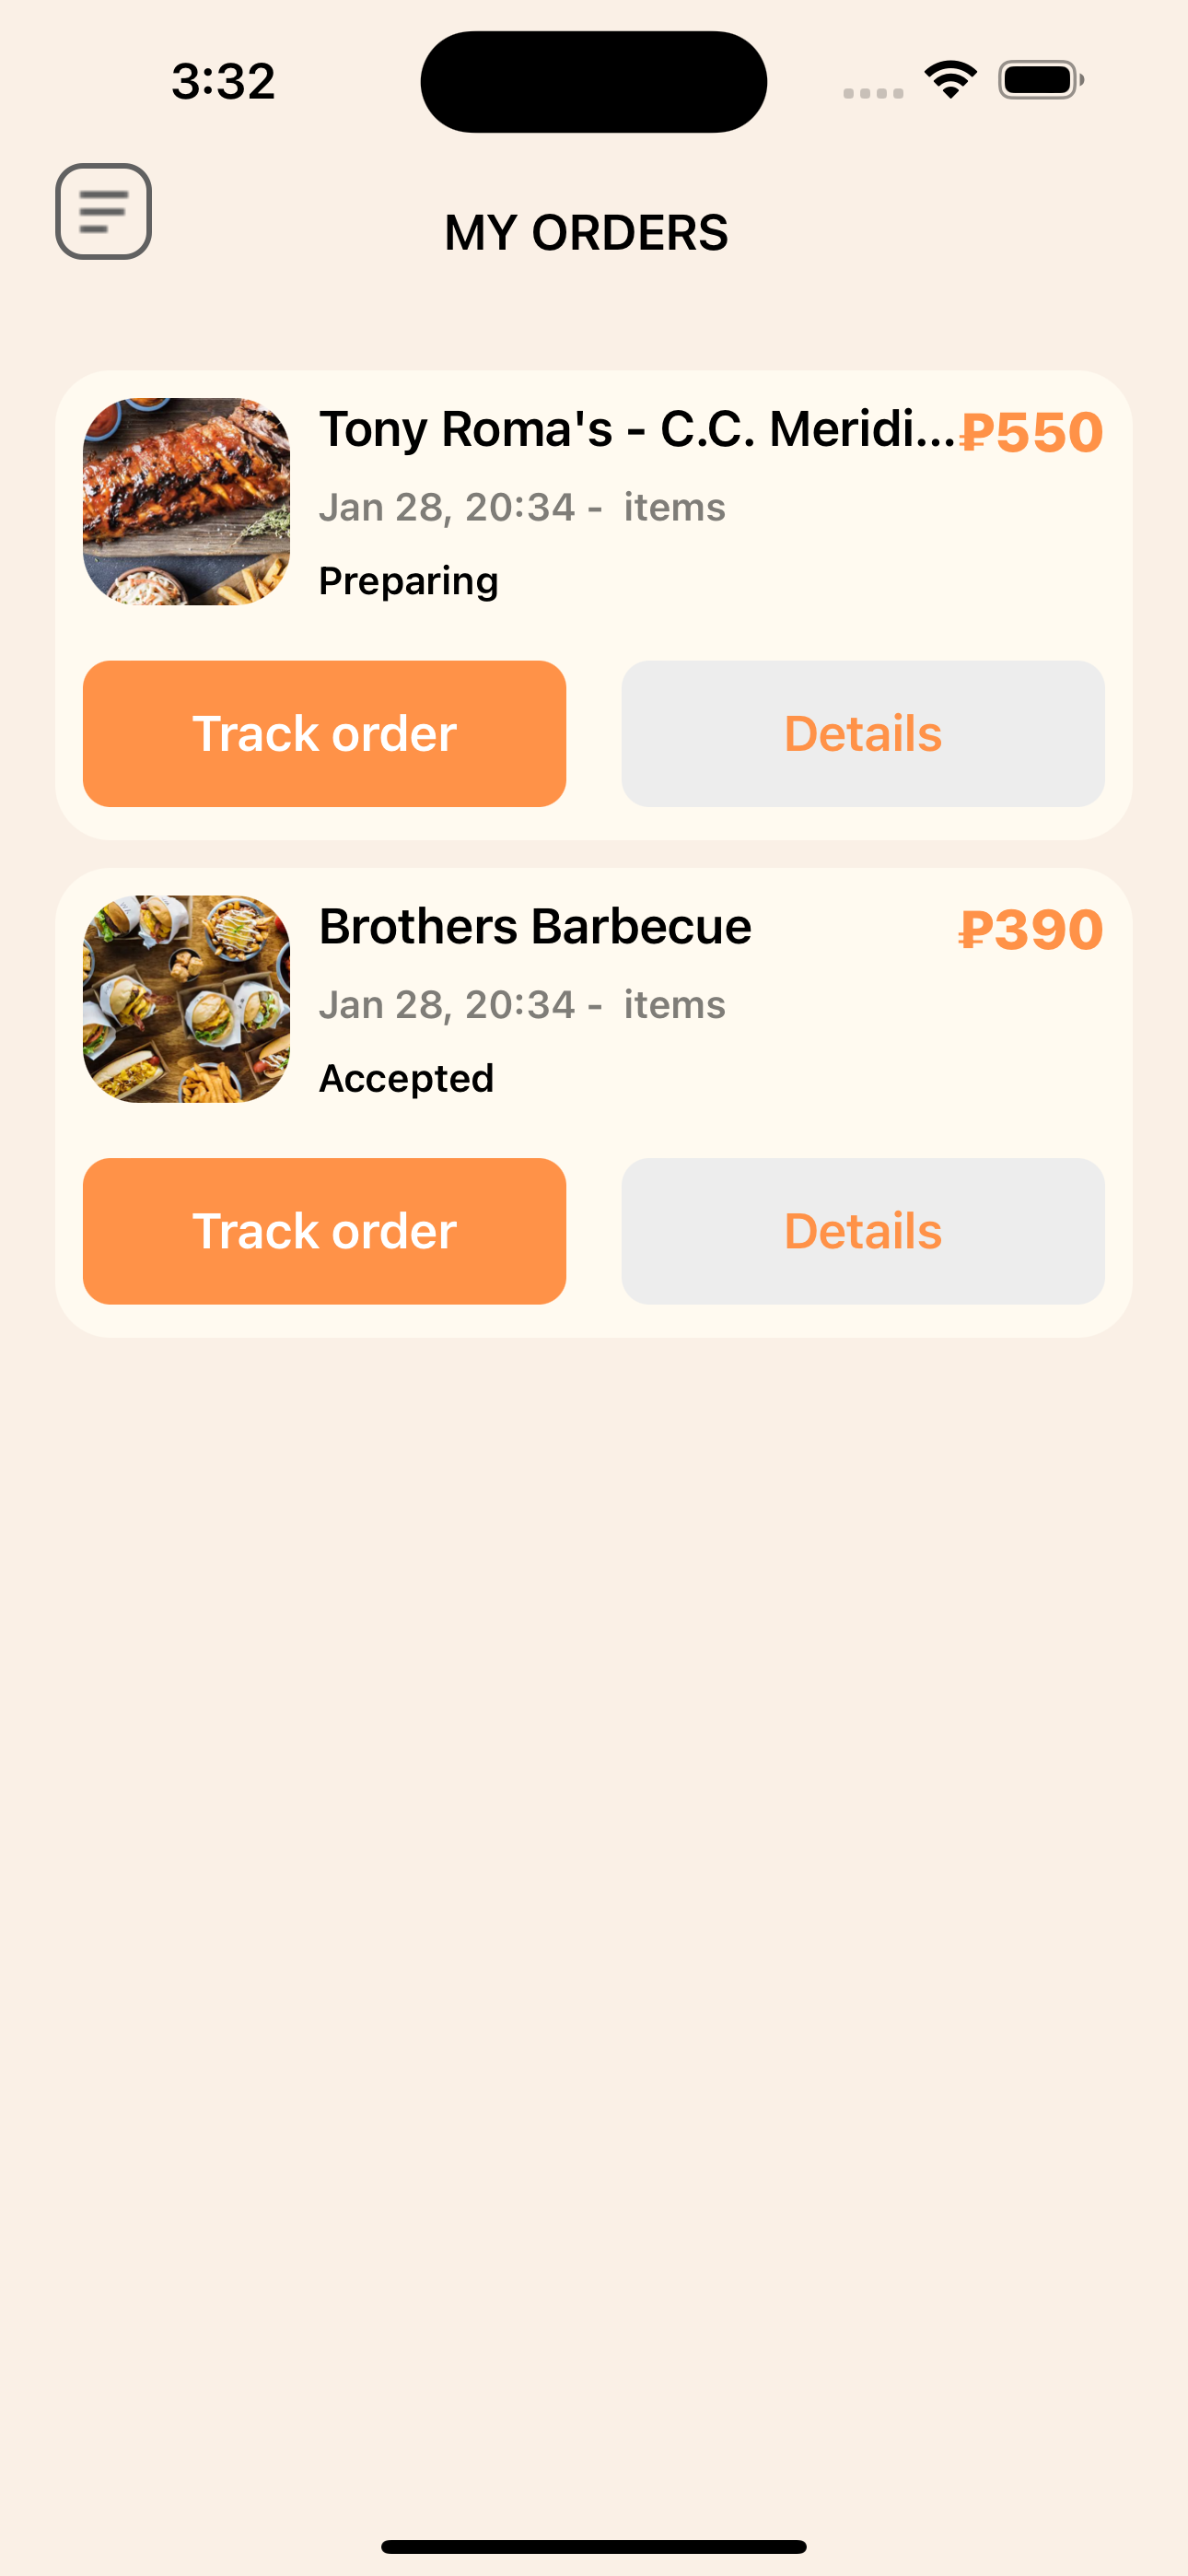 3:32
MY ORDERS
Tony Roma's - C.C. Meridi... ₽550
Jan 28, 20:34 -  items
Preparing
Track order
Details
Brothers Barbecue ₽390
Jan 28, 20:34 -  items
Accepted
Track order
Details